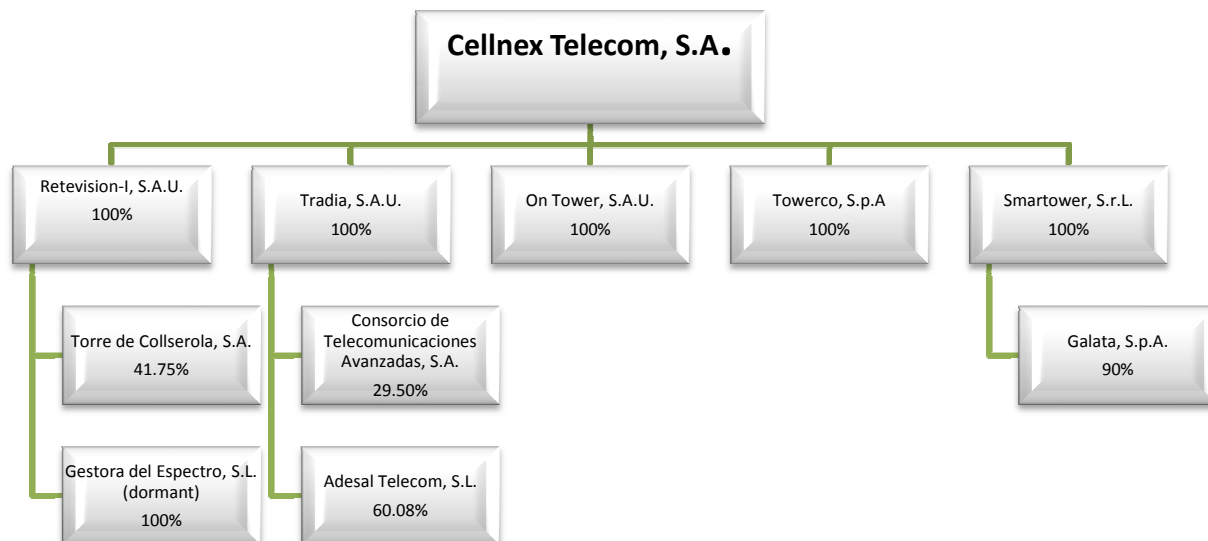 Cellnex Telecom, S.A.
Retevision-I, S.A.U.
100%
Tradia, S.A.U.
100%
On Tower, S.A.U.
100%
Towerco, S.p.A
100%
Smartower, S.r.L.
100%
Torre de Collserola, S.A.
41.75%
Consorcio de
Telecomunicaciones
Avanzadas, S.A.
29.50%
Galata, S.p.A.
90%
Gestora del Espectro, S.L.
(dormant)
100%
Adesal Telecom, S.L.
60.08%